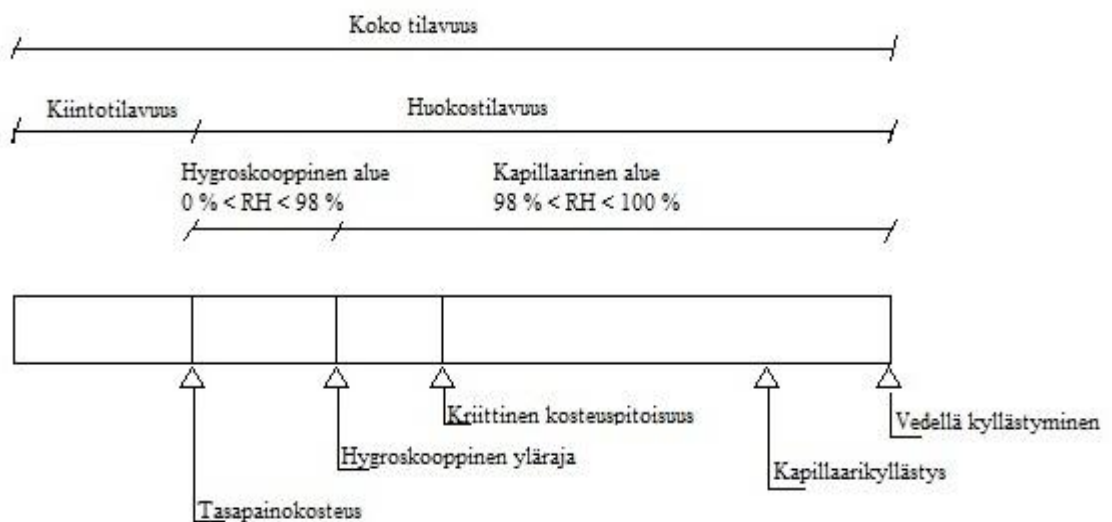 Koko tilavuus
Kiintotilavuus
Huokostilavuus
Hygroskooppinen alue
0 % < RH < 98 %
Kapillaarinen alue
98 % < RH < 100 %
Kriittinen kosteuspitoisuus
Vedellä kyllästyminen
Hygroskooppinen yläraja
Kapillaarikyllästys
Tasapainokosteus